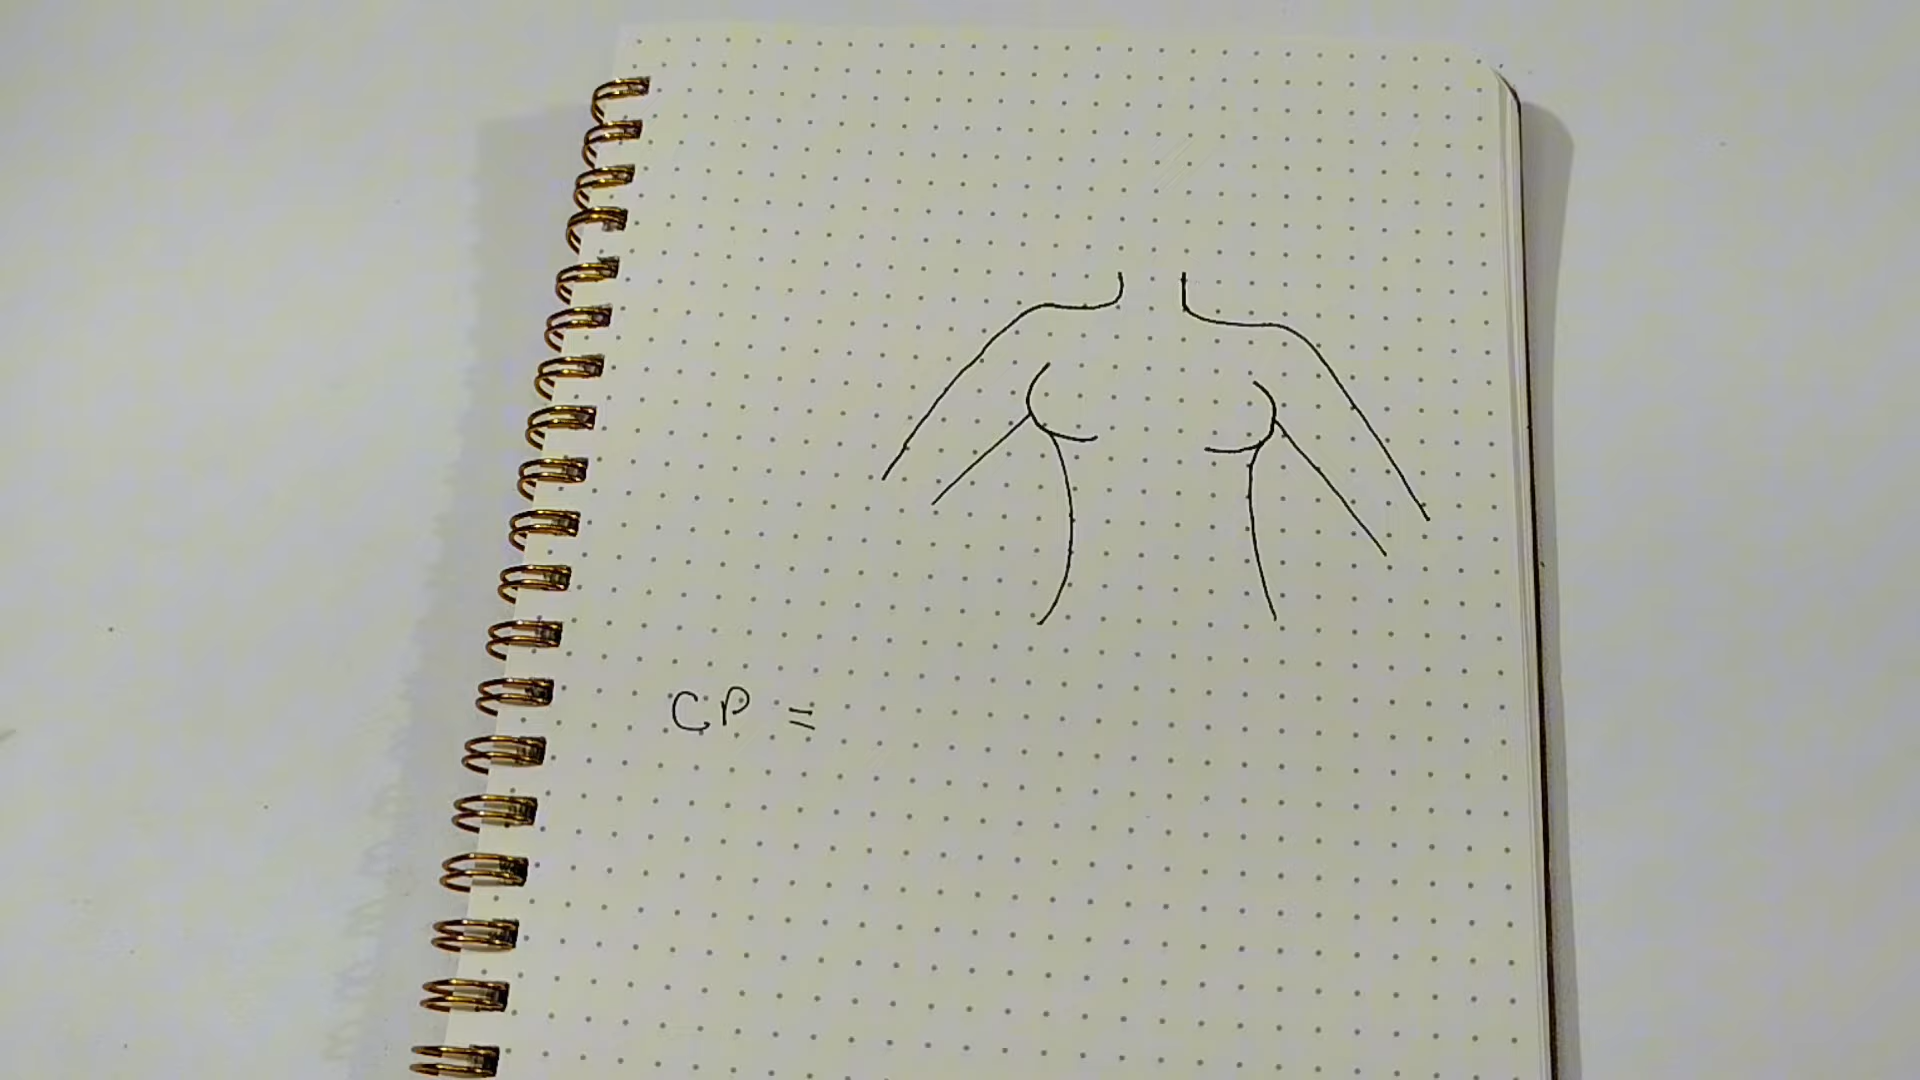 CP =